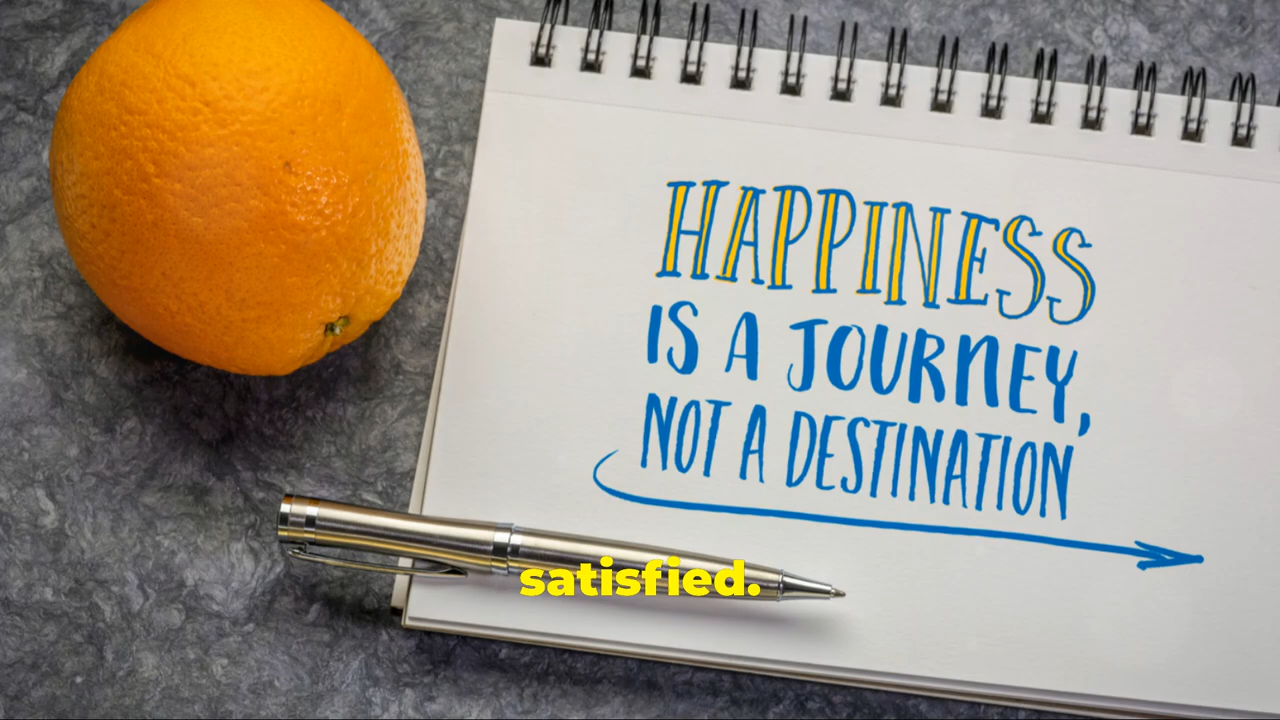 HAPPINESS
IS A JOURNEY,
NOT A DESTINATION
satisfied.